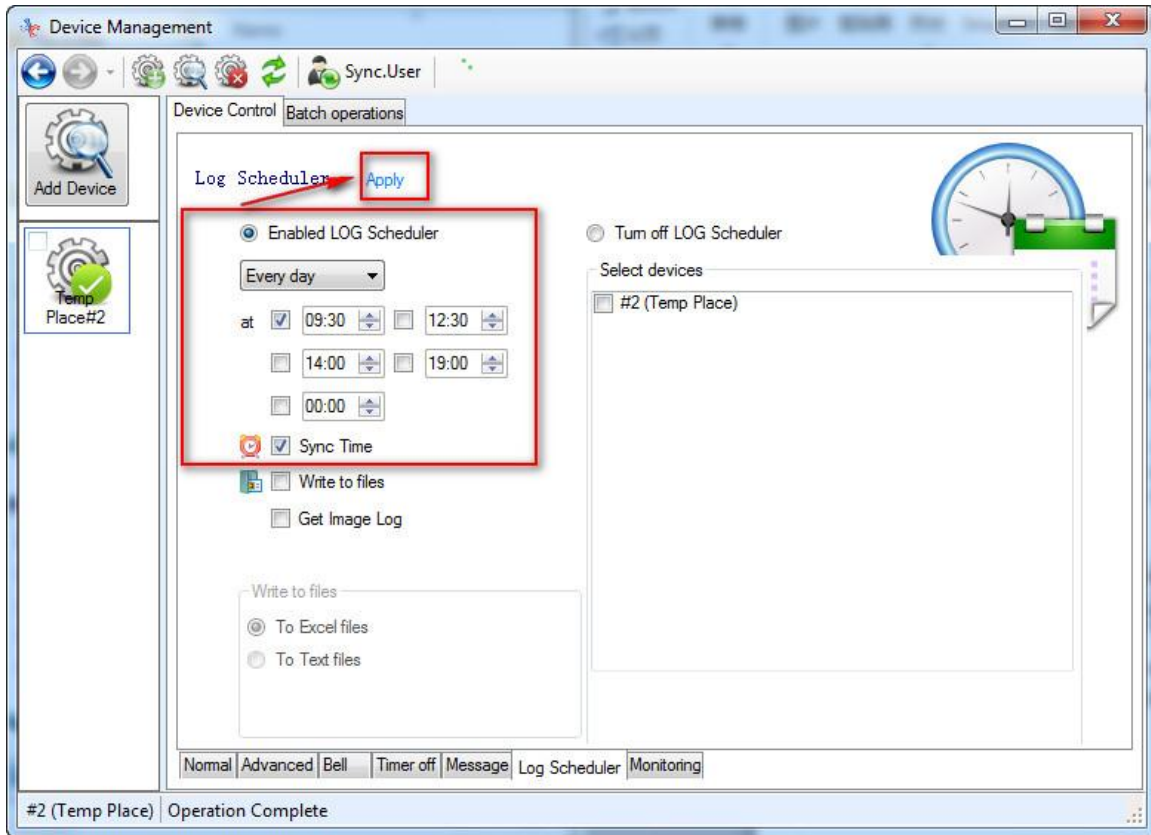 Device Management
Sync.User
Device Control Batch operations
Add Device
Temp
Place#2
Log Scheduler Apply
Enabled LOG Scheduler
Turn off LOG Scheduler
Every day
Select devices
#2 (Temp Place)
at 09:30 12:30
14:00 19:00
00:00
Sync Time
Write to files
Get Image Log
Write to files
To Excel files
To Text files
Normal Advanced Bell Timer off Message Log Scheduler Monitoring
#2 (Temp Place) Operation Complete